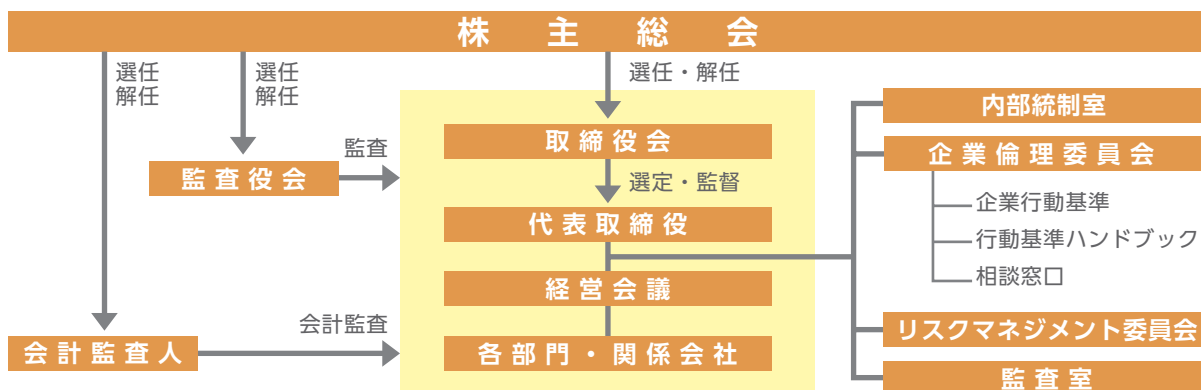 株主総会
選任
解任
選任
解任
選任・解任
取締役会
監査
監査役会
選定・監督
代表取締役
経営会議
会計監査
会計監査人
各部門・関係会社
内部統制室
企業倫理委員会
企業行動基準
行動基準ハンドブック
相談窓口
リスクマネジメント委員会
監査室